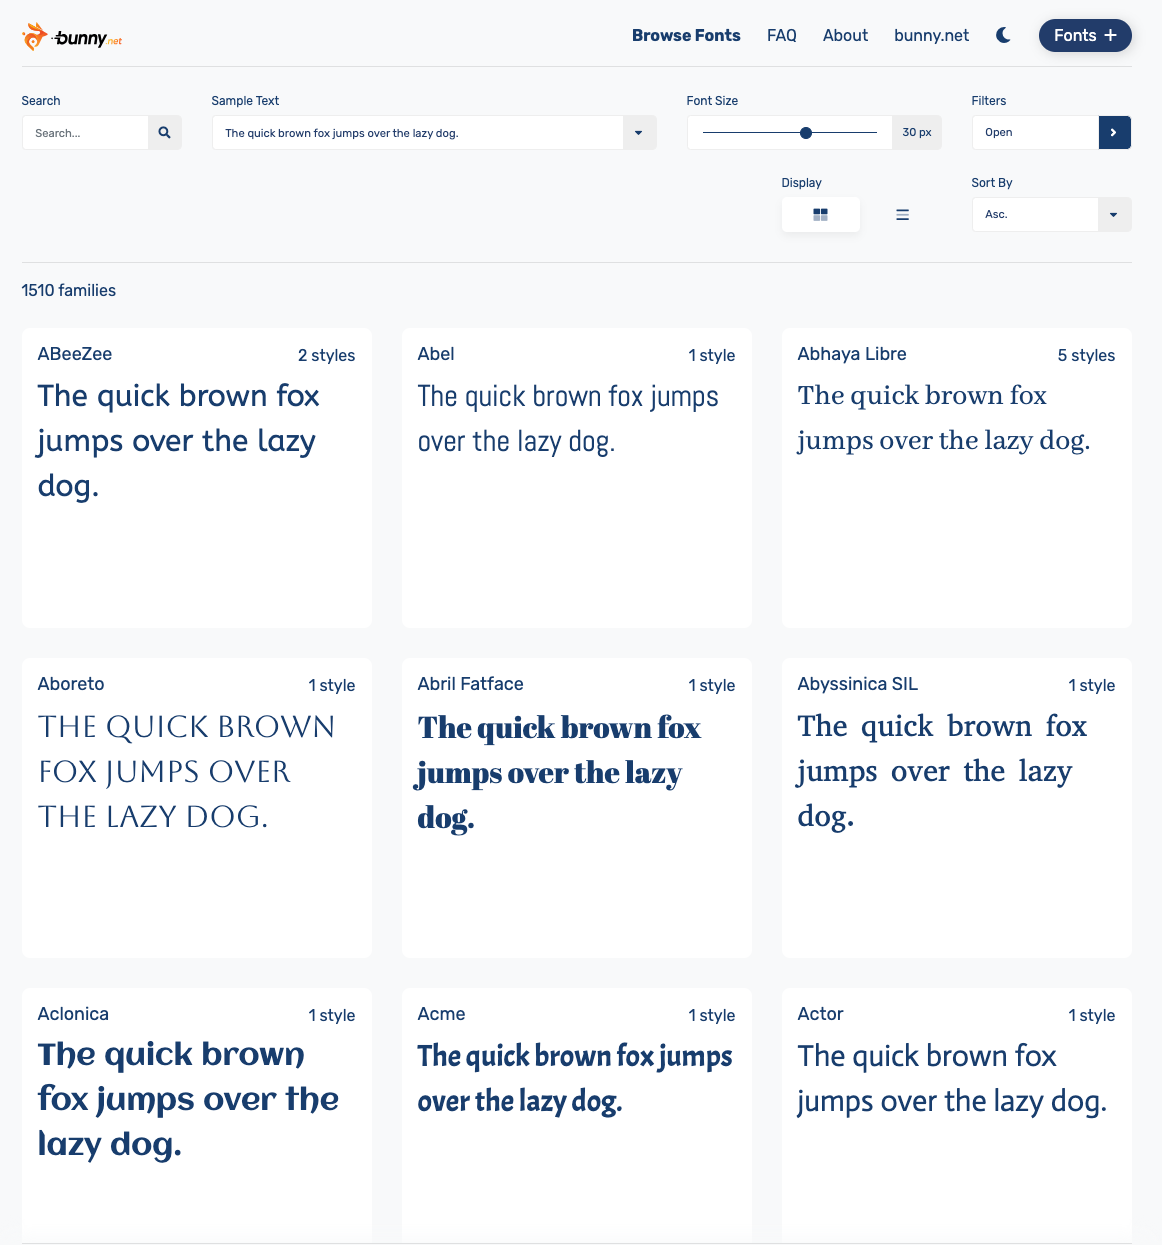 bunny.net
Browse Fonts
FAQ
About
bunny.net
Fonts +
Search
Sample Text
Font Size
Filters
Search...
The quick brown fox jumps over the lazy dog.
30 px
Open
Display
Sort By
Asc.
1510 families
ABeeZee
2 styles
The quick brown fox
jumps over the lazy
dog.
Abel
1 style
The quick brown fox jumps
over the lazy dog.
Abhaya Libre
5 styles
The quick brown fox
jumps over the lazy dog.
Aboreto
1 style
THE QUICK BROWN
FOX JUMPS OVER
THE LAZY DOG.
Abril Fatface
1 style
The quick brown fox
jumps over the lazy
dog.
Abyssinica SIL
1 style
The quick brown fox
jumps over the lazy
dog.
Aclonica
1 style
The quick brown
fox jumps over the
lazy dog.
Acme
1 style
The quick brown fox jumps
over the lazy dog.
Actor
1 style
The quick brown fox
jumps over the lazy dog.